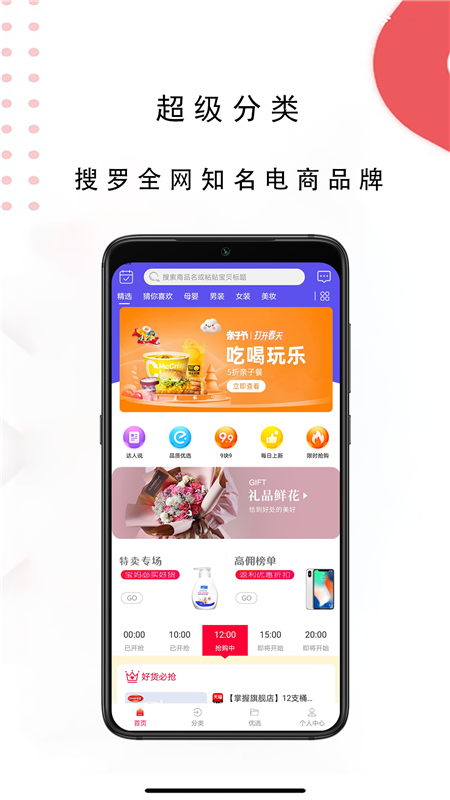 超级分类
搜罗全网知名电商品牌
搜索商品名或粘贴宝贝标题
精选 猜你喜欢 母婴 男装 女装 美妆
亲子节 打开春天
吃喝玩乐
5折亲子餐
立即查看
9.9
达人说 品质优选 9块9 每日上新 限时抢购
GIFT
礼品鲜花
恰到好处的美好
特卖专场 高佣榜单
宝妈必买好货 返利优惠折扣
GO GO
00:00 10:00 12:00 15:00 20:00
已开抢 已开抢 抢购中 即将开始 即将开始
好货必抢
【掌握旗舰店】12支桶...
首页 分类 优选 个人中心